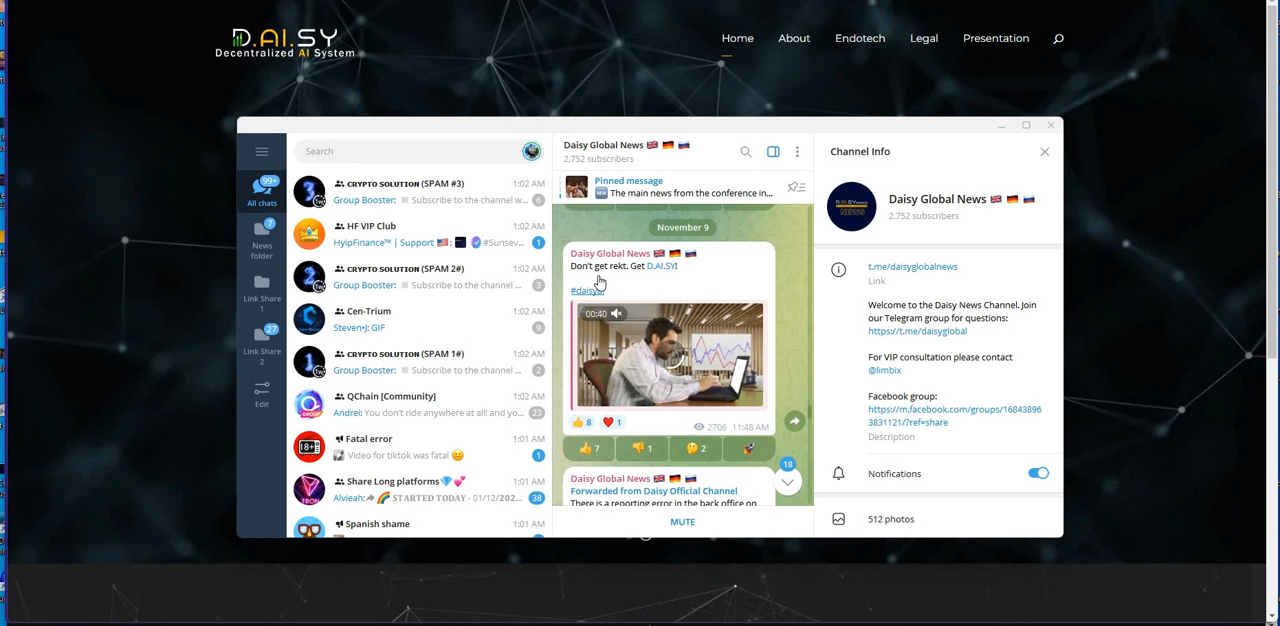 D.AI.SY
Decentralized AI System
Home
About
Endotech
Legal
Presentation
Search
Daisy Global News 🇬🇧 🇩🇪 🇷🇺
2,752 subscribers
Channel Info
Pinned message
🆕 The main news from the conference in...
99+
All chats
7
News
folder
Link Share
1
27
Link Share
2
Edit
CRYPTO SOLUTION (SPAM #3)
1:02 AM
Group Booster: Subscribe to the channel w...
6
HF VIP Club
1:02 AM
HyipFinance™ | Support 🇺🇸: #Sunsev...
1
CRYPTO SOLUTION (SPAM 2#)
1:02 AM
Group Booster: Subscribe to the channel ...
3
Cen-Trium
1:02 AM
Steven•J: GIF
9
CRYPTO SOLUTION (SPAM 1#)
1:02 AM
Group Booster: Subscribe to the channel ...
2
QChain [Community]
1:02 AM
Andrei: You don't ride anywhere at all! and yo...
23
18+
Fatal error
1:01 AM
Video for tiktok was fatal 😐
1
TRON
Share Long platforms💎 💕
1:01 AM
Alvieah: 🌈 STARTED TODAY - 01/12/202...
38
Spanish shame
1:01 AM
November 9
Daisy Global News 🇬🇧 🇩🇪 🇷🇺
Don't get rekt. Get D.AI.SY!
#daisy
00:40
👍 8
❤️ 1
2706 11:48 AM
👍 7
👎 1
🤔 2
🚀
18
Daisy Global News 🇬🇧 🇩🇪 🇷🇺
Forwarded from Daisy Official Channel
There is a reporting error in the back office on
MUTE
NEWS
Daisy Global News 🇬🇧 🇩🇪 🇷🇺
2,752 subscribers
t.me/daisyglobalnews
Link
Welcome to the Daisy News Channel. Join
our Telegram group for questions:
https://t.me/daisyglobal
For VIP consultation please contact
@limbix
Facebook group:
https://m.facebook.com/groups/16843896
3831121/?ref=share
Description
Notifications
512 photos